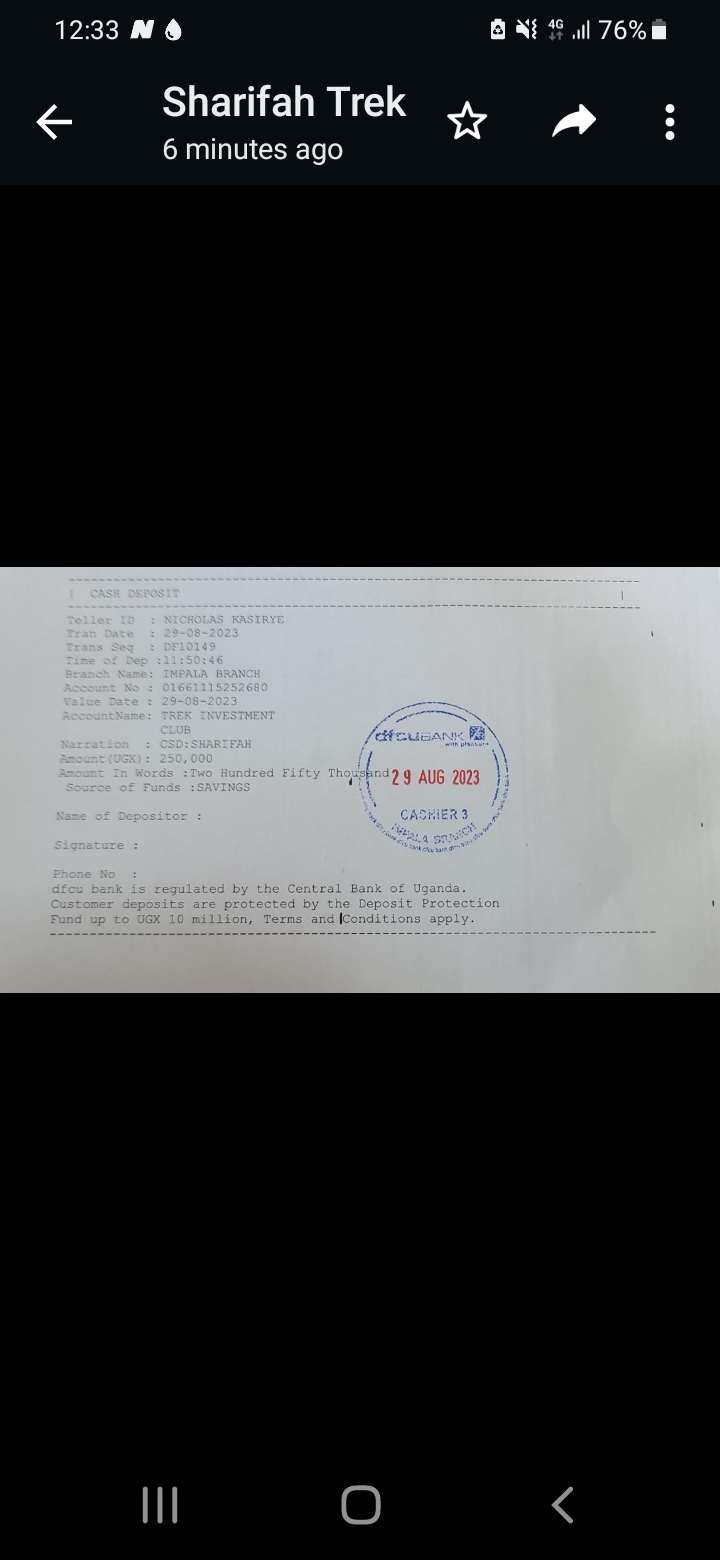 12:33
4G
76%
Sharifah Trek
6 minutes ago
| CASH DEPOSIT |
Teller ID : NICHOLAS KASIRYE
Tran Date : 29-08-2023
Trans Seq : DF10149
Time of Dep :11:50:46
Branch Name: IMPALA BRANCH
Account No : 01661115252680
Value Date : 29-08-2023
AccountName: TREK INVESTMENT
CLUB
Narration : CSD:SHARIFAH
Amount(UGX): 250,000
Amount In Words :Two Hundred Fifty Thousand
Source of Funds :SAVINGS
Name of Depositor :
Signature :
Phone No :
dfcu bank is regulated by the Central Bank of Uganda.
Customer deposits are protected by the Deposit Protection
Fund up to UGX 10 million, Terms and Conditions apply.
dfcu BANK
with pleasure
29 AUG 2023
CASHIER 3
IMPALA BRANCH